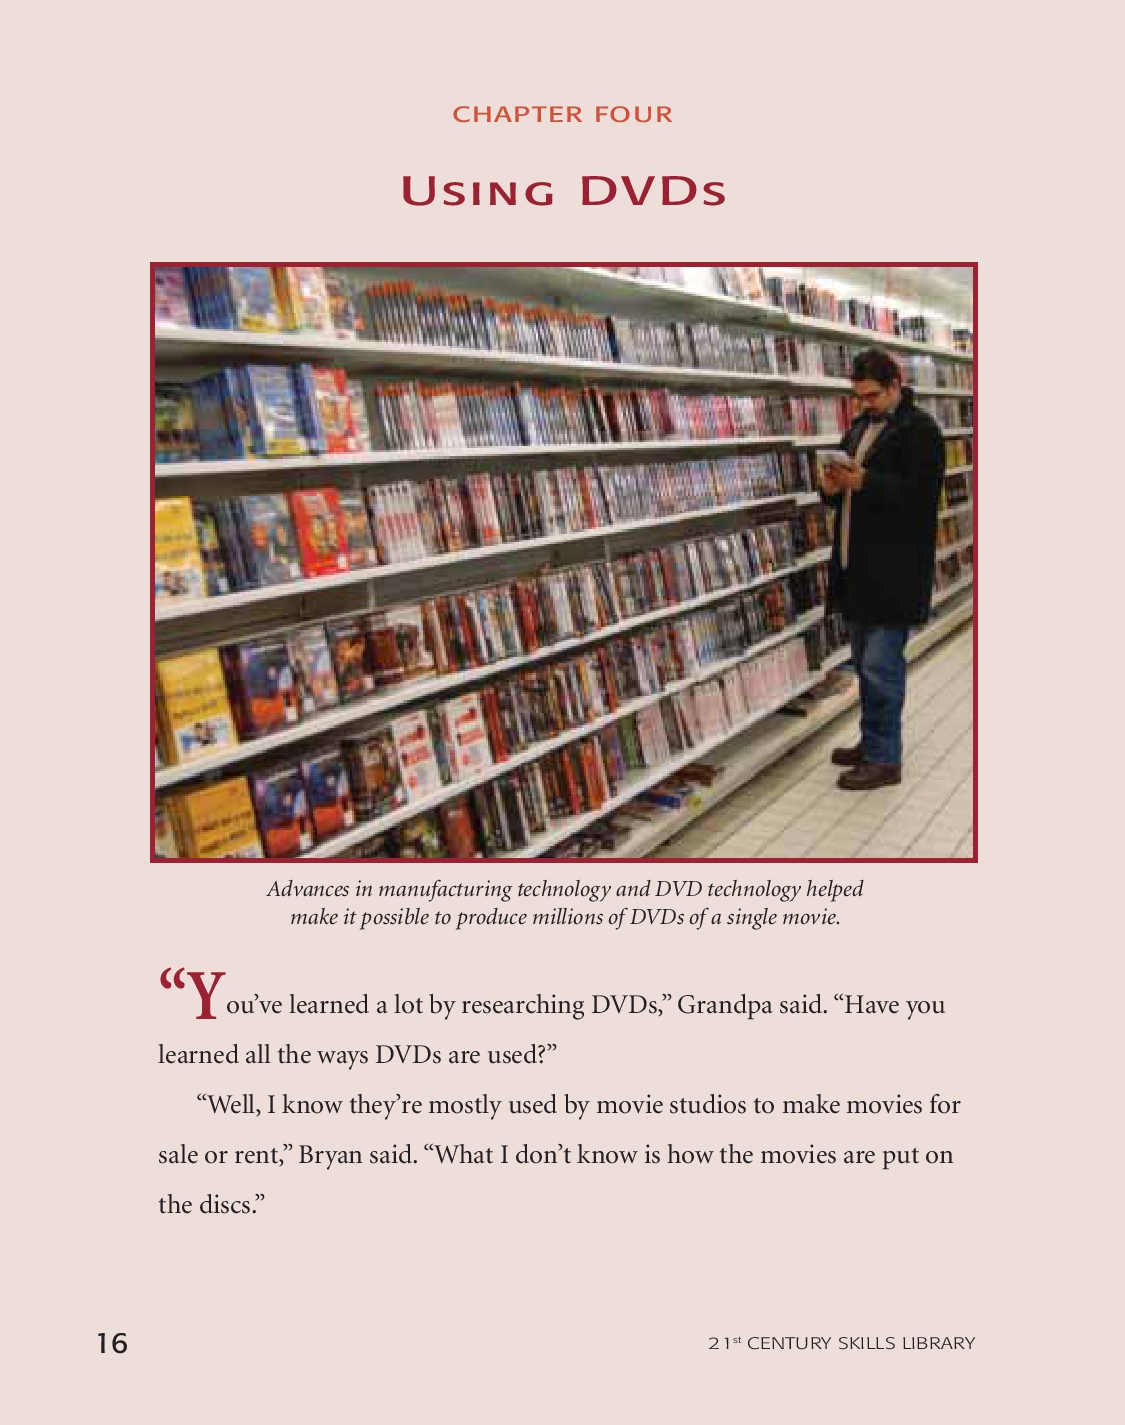 CHAPTER FOUR
USING DVDS
Advances in manufacturing technology and DVD technology helped
make it possible to produce millions of DVDs of a single movie.
“You’ve learned a lot by researching DVDs,” Grandpa said. “Have you
learned all the ways DVDs are used?”
“Well, I know they’re mostly used by movie studios to make movies for
sale or rent,” Bryan said. “What I don’t know is how the movies are put on
the discs.”
16
21st CENTURY SKILLS LIBRARY